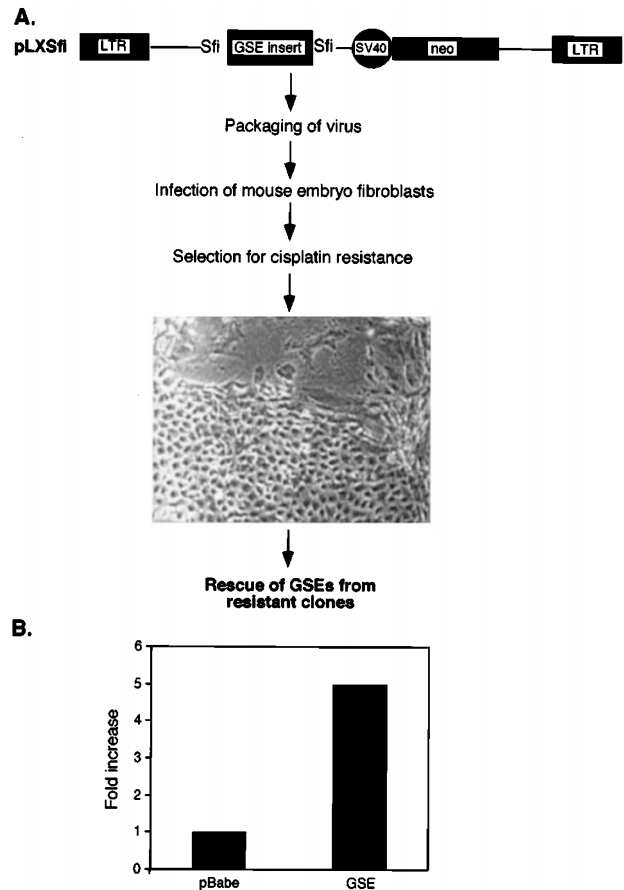 A.
pLXSfi LTR Sfi GSE insert Sfi SV40 neo LTR
Packaging of virus
Infection of mouse embryo fibroblasts
Selection for cisplatin resistance
Rescue of GSEs from
resistant clones
B.
Fold increase
6
5
4
3
2
1
0
pBabe GSE